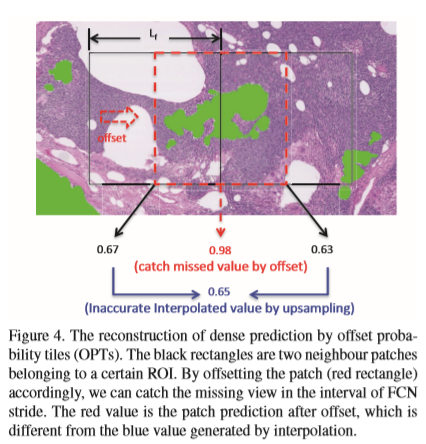 Lf
offset
0.67
0.98
0.63
(catch missed value by offset)
0.65
(Inaccurate Interpolated value by upsampling)
Figure 4. The reconstruction of dense prediction by offset proba-
bility tiles (OPTs). The black rectangles are two neighbour patches
belonging to a certain ROI. By offsetting the patch (red rectangle)
accordingly, we can catch the missing view in the interval of FCN
stride. The red value is the patch prediction after offset, which is
different from the blue value generated by interpolation.